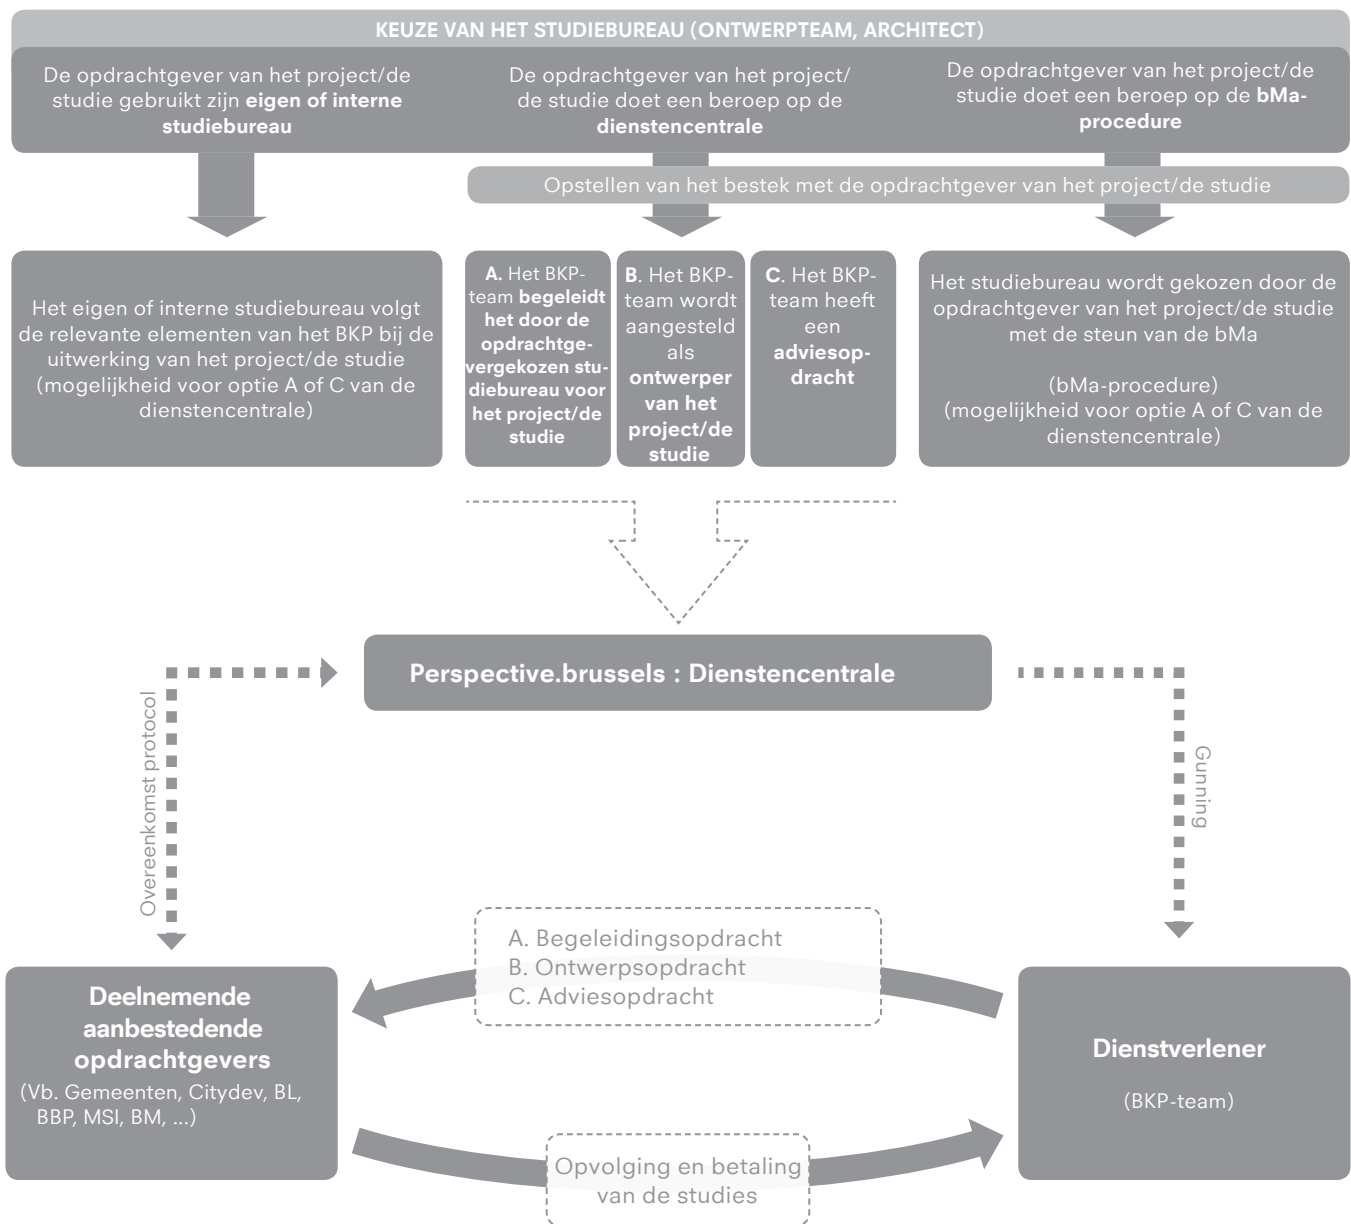 KEUZE VAN HET STUDIEBUREAU (ONTWERPTEAM, ARCHITECT)
De opdrachtgever van het project/de
studie gebruikt zijn eigen of interne
studiebureau
De opdrachtgever van het project/
de studie doet een beroep op de
dienstencentrale
De opdrachtgever van het project/de
studie doet een beroep op de bMa-
procedure
Opstellen van het bestek met de opdrachtgever van het project/de studie
Het eigen of interne studiebureau volgt
de relevante elementen van het BKP bij de
uitwerking van het project/de studie
(mogelijkheid voor optie A of C van de
dienstencentrale)
A. Het BKP-
team begeleidt
het door de
opdrachtge-
vergekozen stu-
diebureau voor
het project/de
studie
B. Het BKP-
team wordt
aangesteld
als
ontwerper
van het
project/de
studie
C. Het BKP-
team heeft
een
adviesop-
dracht
Het studiebureau wordt gekozen door de
opdrachtgever van het project/de studie
met de steun van de bMa
(bMa-procedure)
(mogelijkheid voor optie A of C van de
dienstencentrale)
Perspective.brussels : Dienstencentrale
Overeenkomst protocol
Gunning
A. Begeleidingsopdracht
B. Ontwerpsopdracht
C. Adviesopdracht
Deelnemende
aanbestedende
opdrachtgevers
(Vb. Gemeenten, Citydev, BL,
BBP, MSI, BM, ...)
Dienstverlener
(BKP-team)
Opvolging en betaling
van de studies